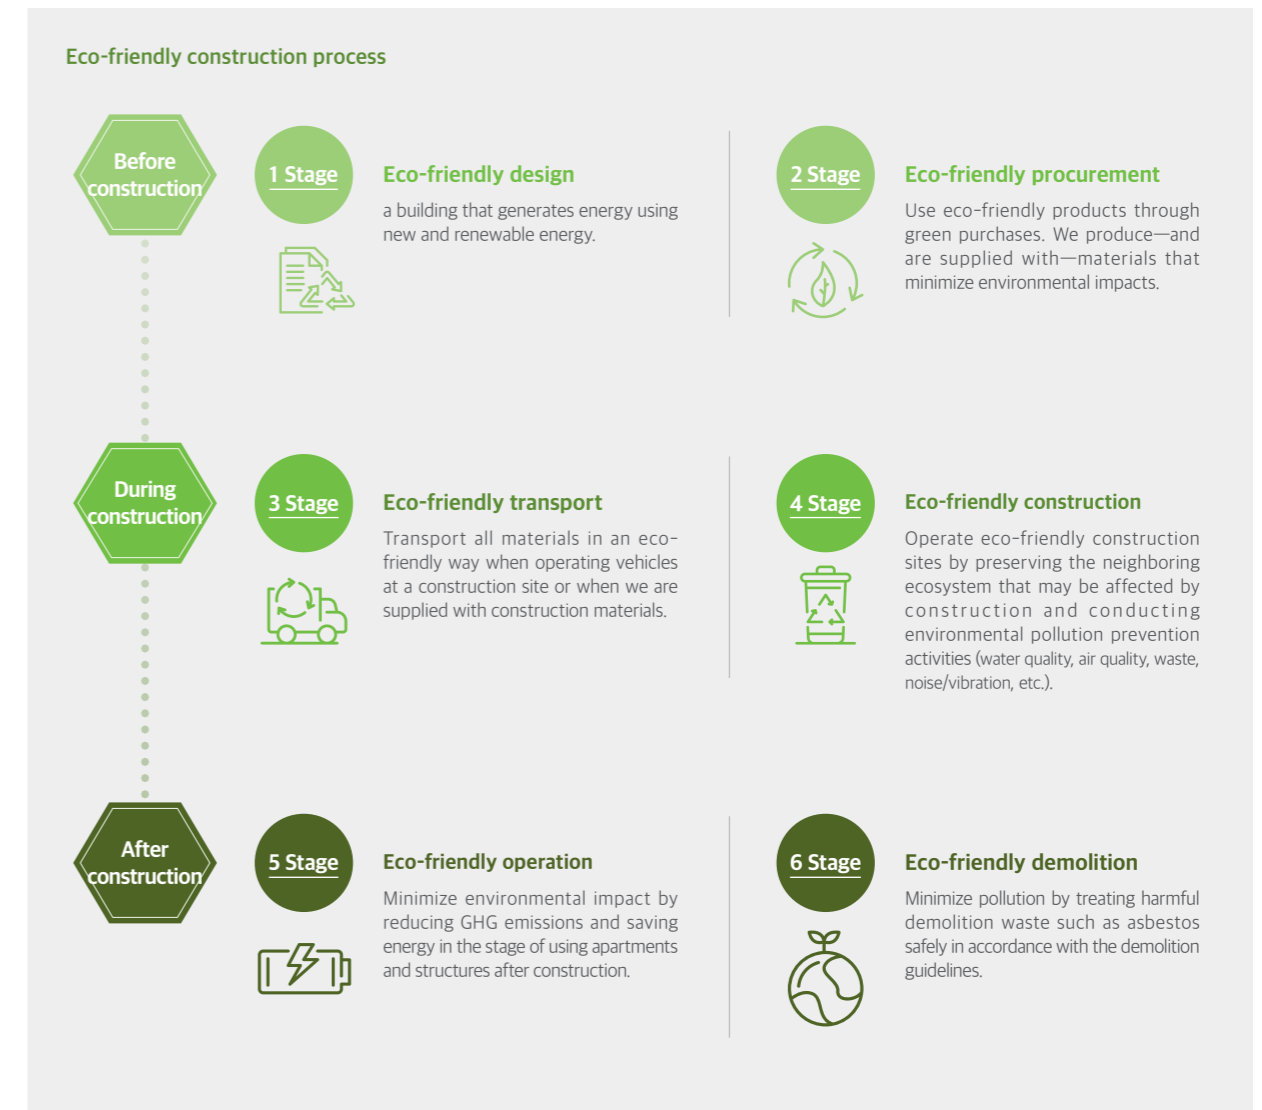 Eco-friendly construction process
Before
construction
1 Stage
Eco-friendly design
a building that generates energy using
new and renewable energy.
2 Stage
Eco-friendly procurement
Use eco-friendly products through
green purchases. We produce—and
are supplied with—materials that
minimize environmental impacts.
During
construction
3 Stage
Eco-friendly transport
Transport all materials in an eco-
friendly way when operating vehicles
at a construction site or when we are
supplied with construction materials.
4 Stage
Eco-friendly construction
Operate eco-friendly construction
sites by preserving the neighboring
ecosystem that may be affected by
construction and conducting
environmental pollution prevention
activities (water quality, air quality, waste,
noise/vibration, etc.).
After
construction
5 Stage
Eco-friendly operation
Minimize environmental impact by
reducing GHG emissions and saving
energy in the stage of using apartments
and structures after construction.
6 Stage
Eco-friendly demolition
Minimize pollution by treating harmful
demolition waste such as asbestos
safely in accordance with the demolition
guidelines.